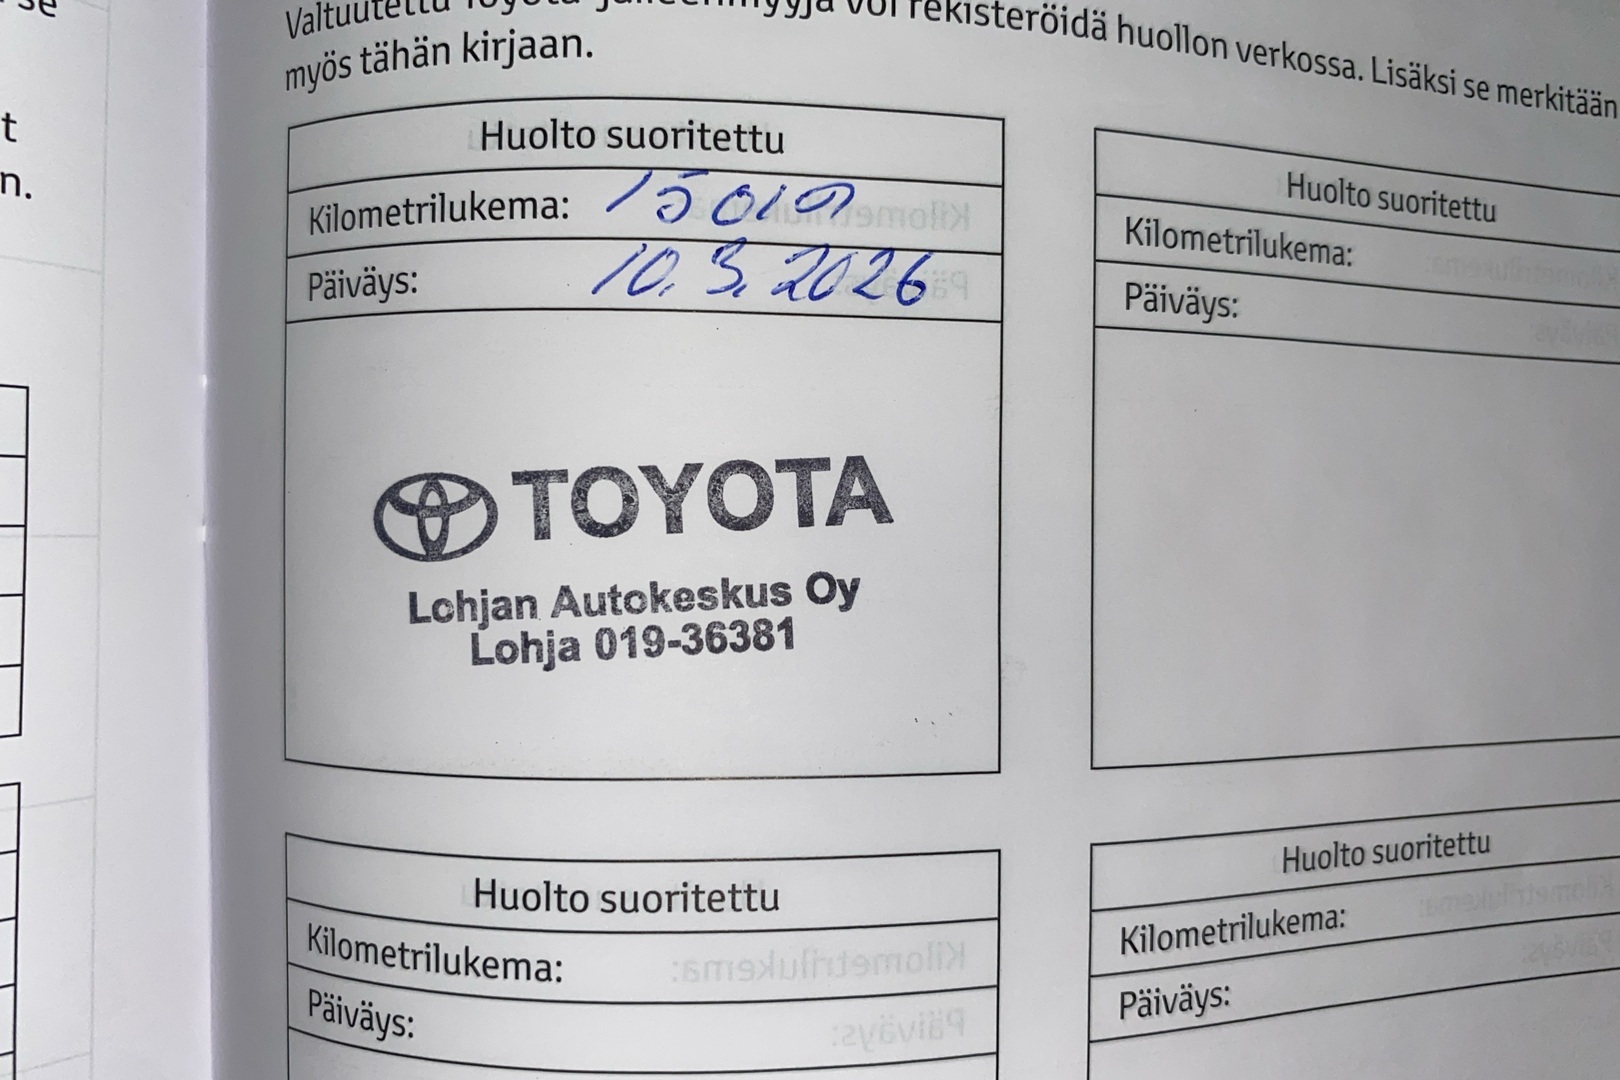 se
t
n.
Valtuutettu Toyota-jälleenmyyjä voi rekisteröidä huollon verkossa. Lisäksi se merkitään
myös tähän kirjaan.
Huolto suoritettu
Kilometrilukema:
Päiväys: 10.3.2026
TOYOTA
Lohjan Autokeskus Oy
Lohja 019-36381
Huolto suoritettu
Kilometrilukema:
Päiväys:
Huolto suoritettu
Kilometrilukema:
Päiväys:
Huolto suoritettu
Kilometrilukema:
Päiväys: